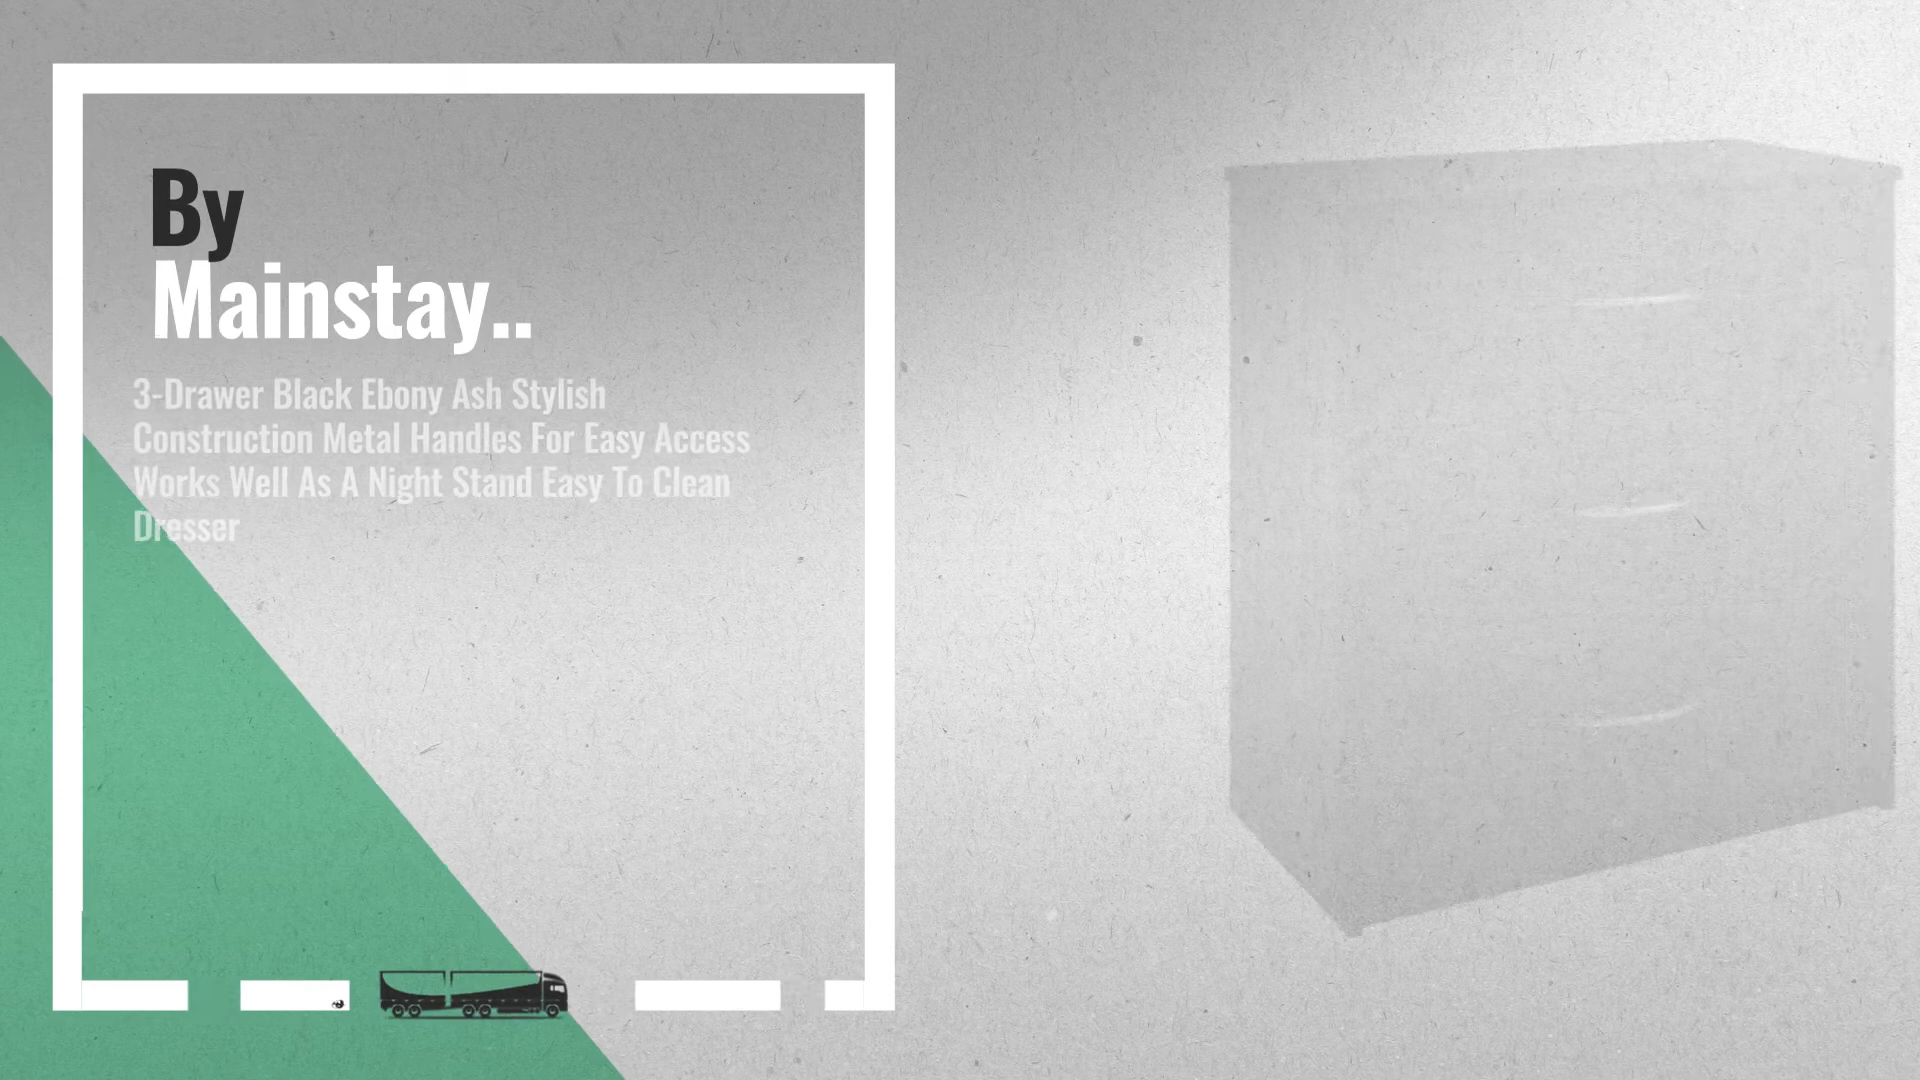 By
Mainstay..
3-Drawer Black Ebony Ash Stylish
Construction Metal Handles For Easy Access
Works Well As A Night Stand Easy To Clean
Dresser